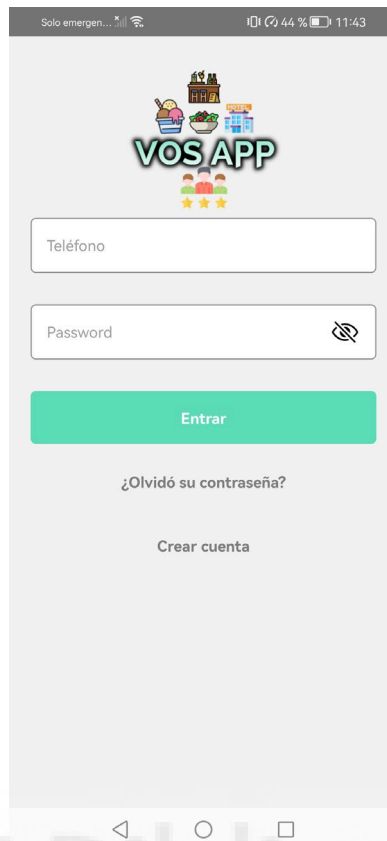 Solo emergen... 44 % 11:43
HOTEL
VOS APP
Teléfono
Password
Entrar
¿Olvidó su contraseña?
Crear cuenta